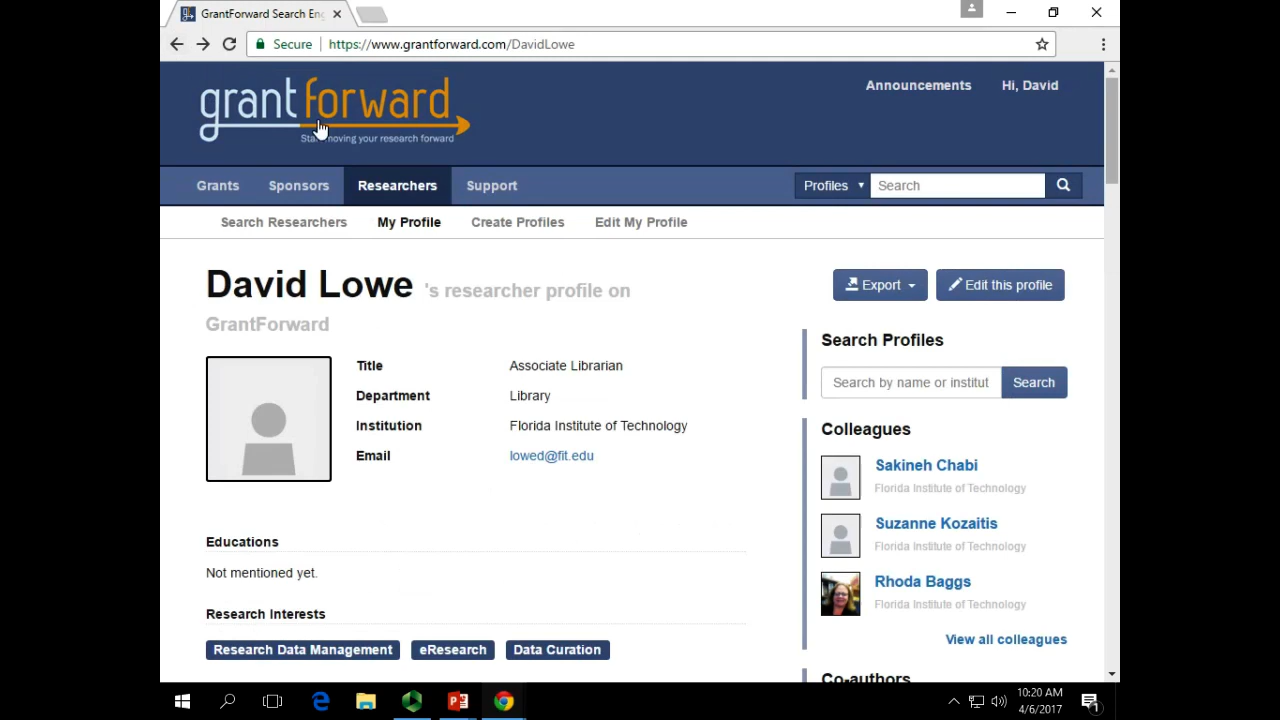 GrantForward Search Eng
Secure https://www.grantforward.com/DavidLowe
grantforward
Start moving your research forward
Announcements Hi, David
Grants Sponsors Researchers Support
Profiles Search
Search Researchers My Profile Create Profiles Edit My Profile
David Lowe 's researcher profile on
GrantForward
Export Edit this profile
Title Associate Librarian
Department Library
Institution Florida Institute of Technology
Email lowed@fit.edu
Educations
Not mentioned yet.
Research Interests
Research Data Management eResearch Data Curation
Search Profiles
Search by name or institut Search
Colleagues
Sakineh Chabi
Florida Institute of Technology
Suzanne Kozaitis
Florida Institute of Technology
Rhoda Baggs
Florida Institute of Technology
View all colleagues
Co-authors
10:20 AM
4/6/2017
1